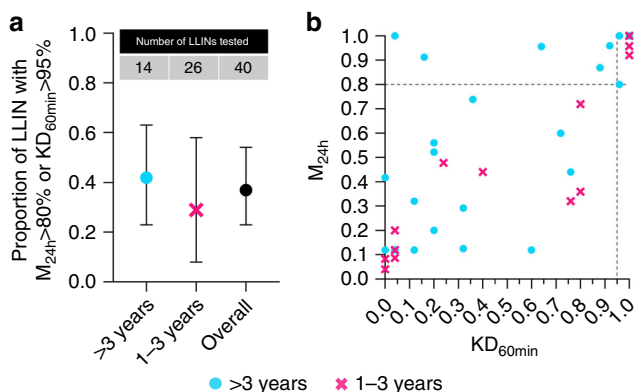 a
Proportion of LLIN with
M24h>80% or KD60min>95%
Number of LLINs tested
14 26 40
1.0
0.8
0.6
0.4
0.2
0.0
>3 years
1–3 years
Overall
b
M24h
1.0
0.9
0.8
0.7
0.6
0.5
0.4
0.3
0.2
0.1
0.0
0.0 0.1 0.2 0.3 0.4 0.5 0.6 0.7 0.8 0.9 1.0
KD60min
>3 years 1–3 years